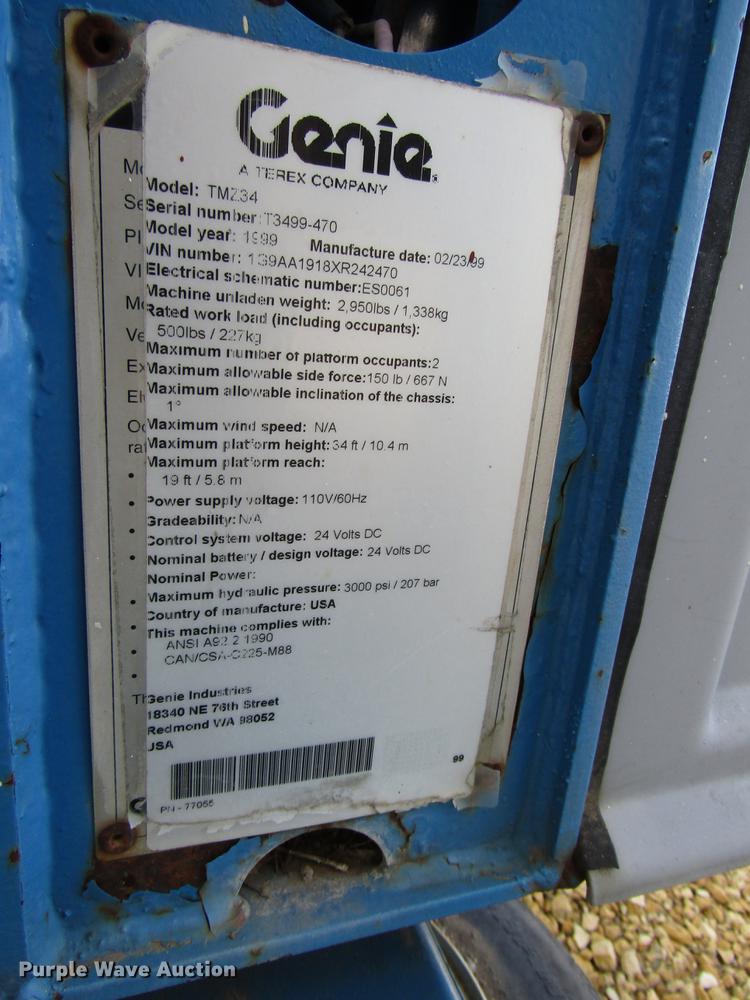 Genie
A TEREX COMPANY
Model: TMZ34
Serial number: T3499-470
Model year: 1999 Manufacture date: 02/23/99
VIN number: 1G9AA1918XR242470
Electrical schematic number:ES0061
Machine unladen weight: 2,950lbs / 1,338kg
Rated work load (including occupants):
500lbs / 227kg
Maximum number of platform occupants:2
Maximum allowable side force:150 lb / 667 N
Maximum allowable inclination of the chassis:
1°
Maximum wind speed: N/A
Maximum platform height: 34 ft / 10.4 m
Maximum platform reach:
19 ft / 5.8 m
Power supply voltage: 110V/60Hz
Gradeability: N/A
Control system voltage: 24 Volts DC
Nominal battery / design voltage: 24 Volts DC
Nominal Power:
Maximum hydraulic pressure: 3000 psi / 207 bar
Country of manufacture: USA
This machine complies with:
ANSI A92.2 1990
CAN/CSA-C225-M88
Genie Industries
18340 NE 76th Street
Redmond WA 98052
USA
99
PN - 77055
Purple Wave Auction